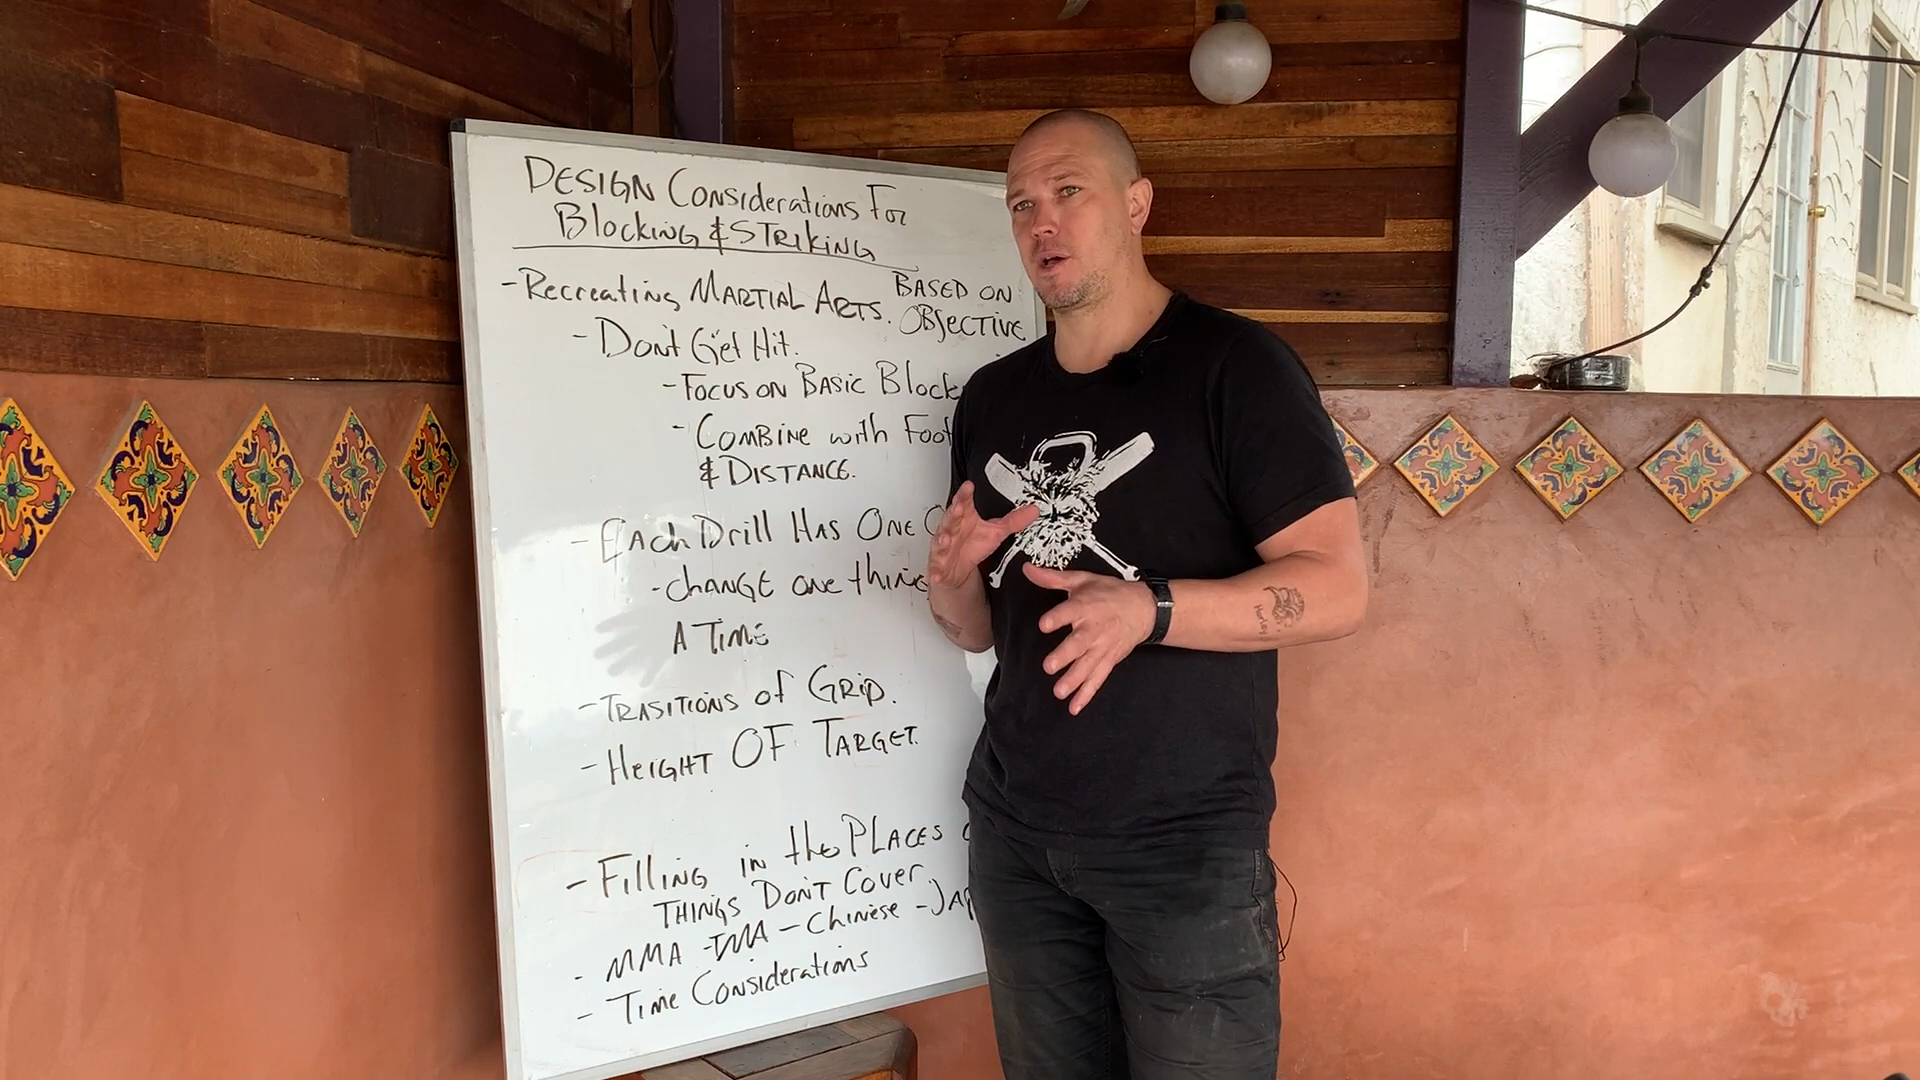 DESIGN Considerations For
Blocking & STRIKING
- Recreating MARTIAL ARTS. BASED ON
OBJECTIVE
- Don't Get Hit.
- FOCUS ON BASIC Block
- COMBINE with Foot
& DISTANCE.
- EACH Drill HAS ONE
- CHANGE one thing
A TIME
- TRASITIONS of GRIP.
- HEIGHT OF TARGET.
- Filling in the PLACES
THINGS DON'T COVER
- MMA - TMA - Chinese - JAP
- Time Considerations